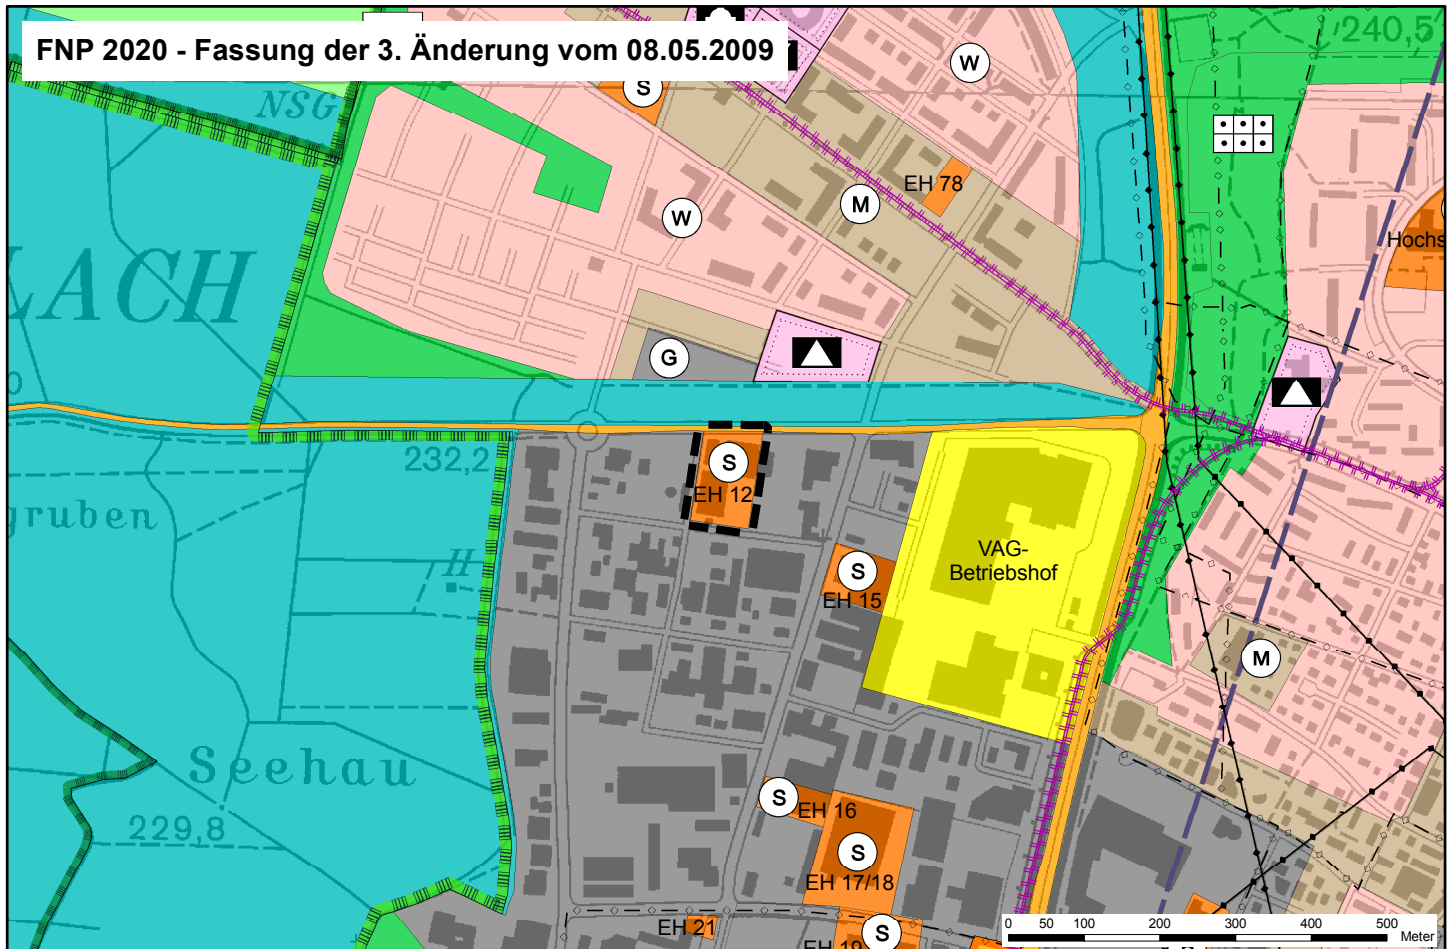 FNP 2020 - Fassung der 3. Änderung vom 08.05.2009
240,5
W
S
NSG
EH 78
M
W
Hochs
LACH
G
232,2
S
EH 12
gruben
VAG-
Betriebshof
H
S
EH 15
M
Seehau
S
EH 16
229,8
S
EH 17/18
EH 21
S
EH 19
0 50 100 200 300 400 500
Meter